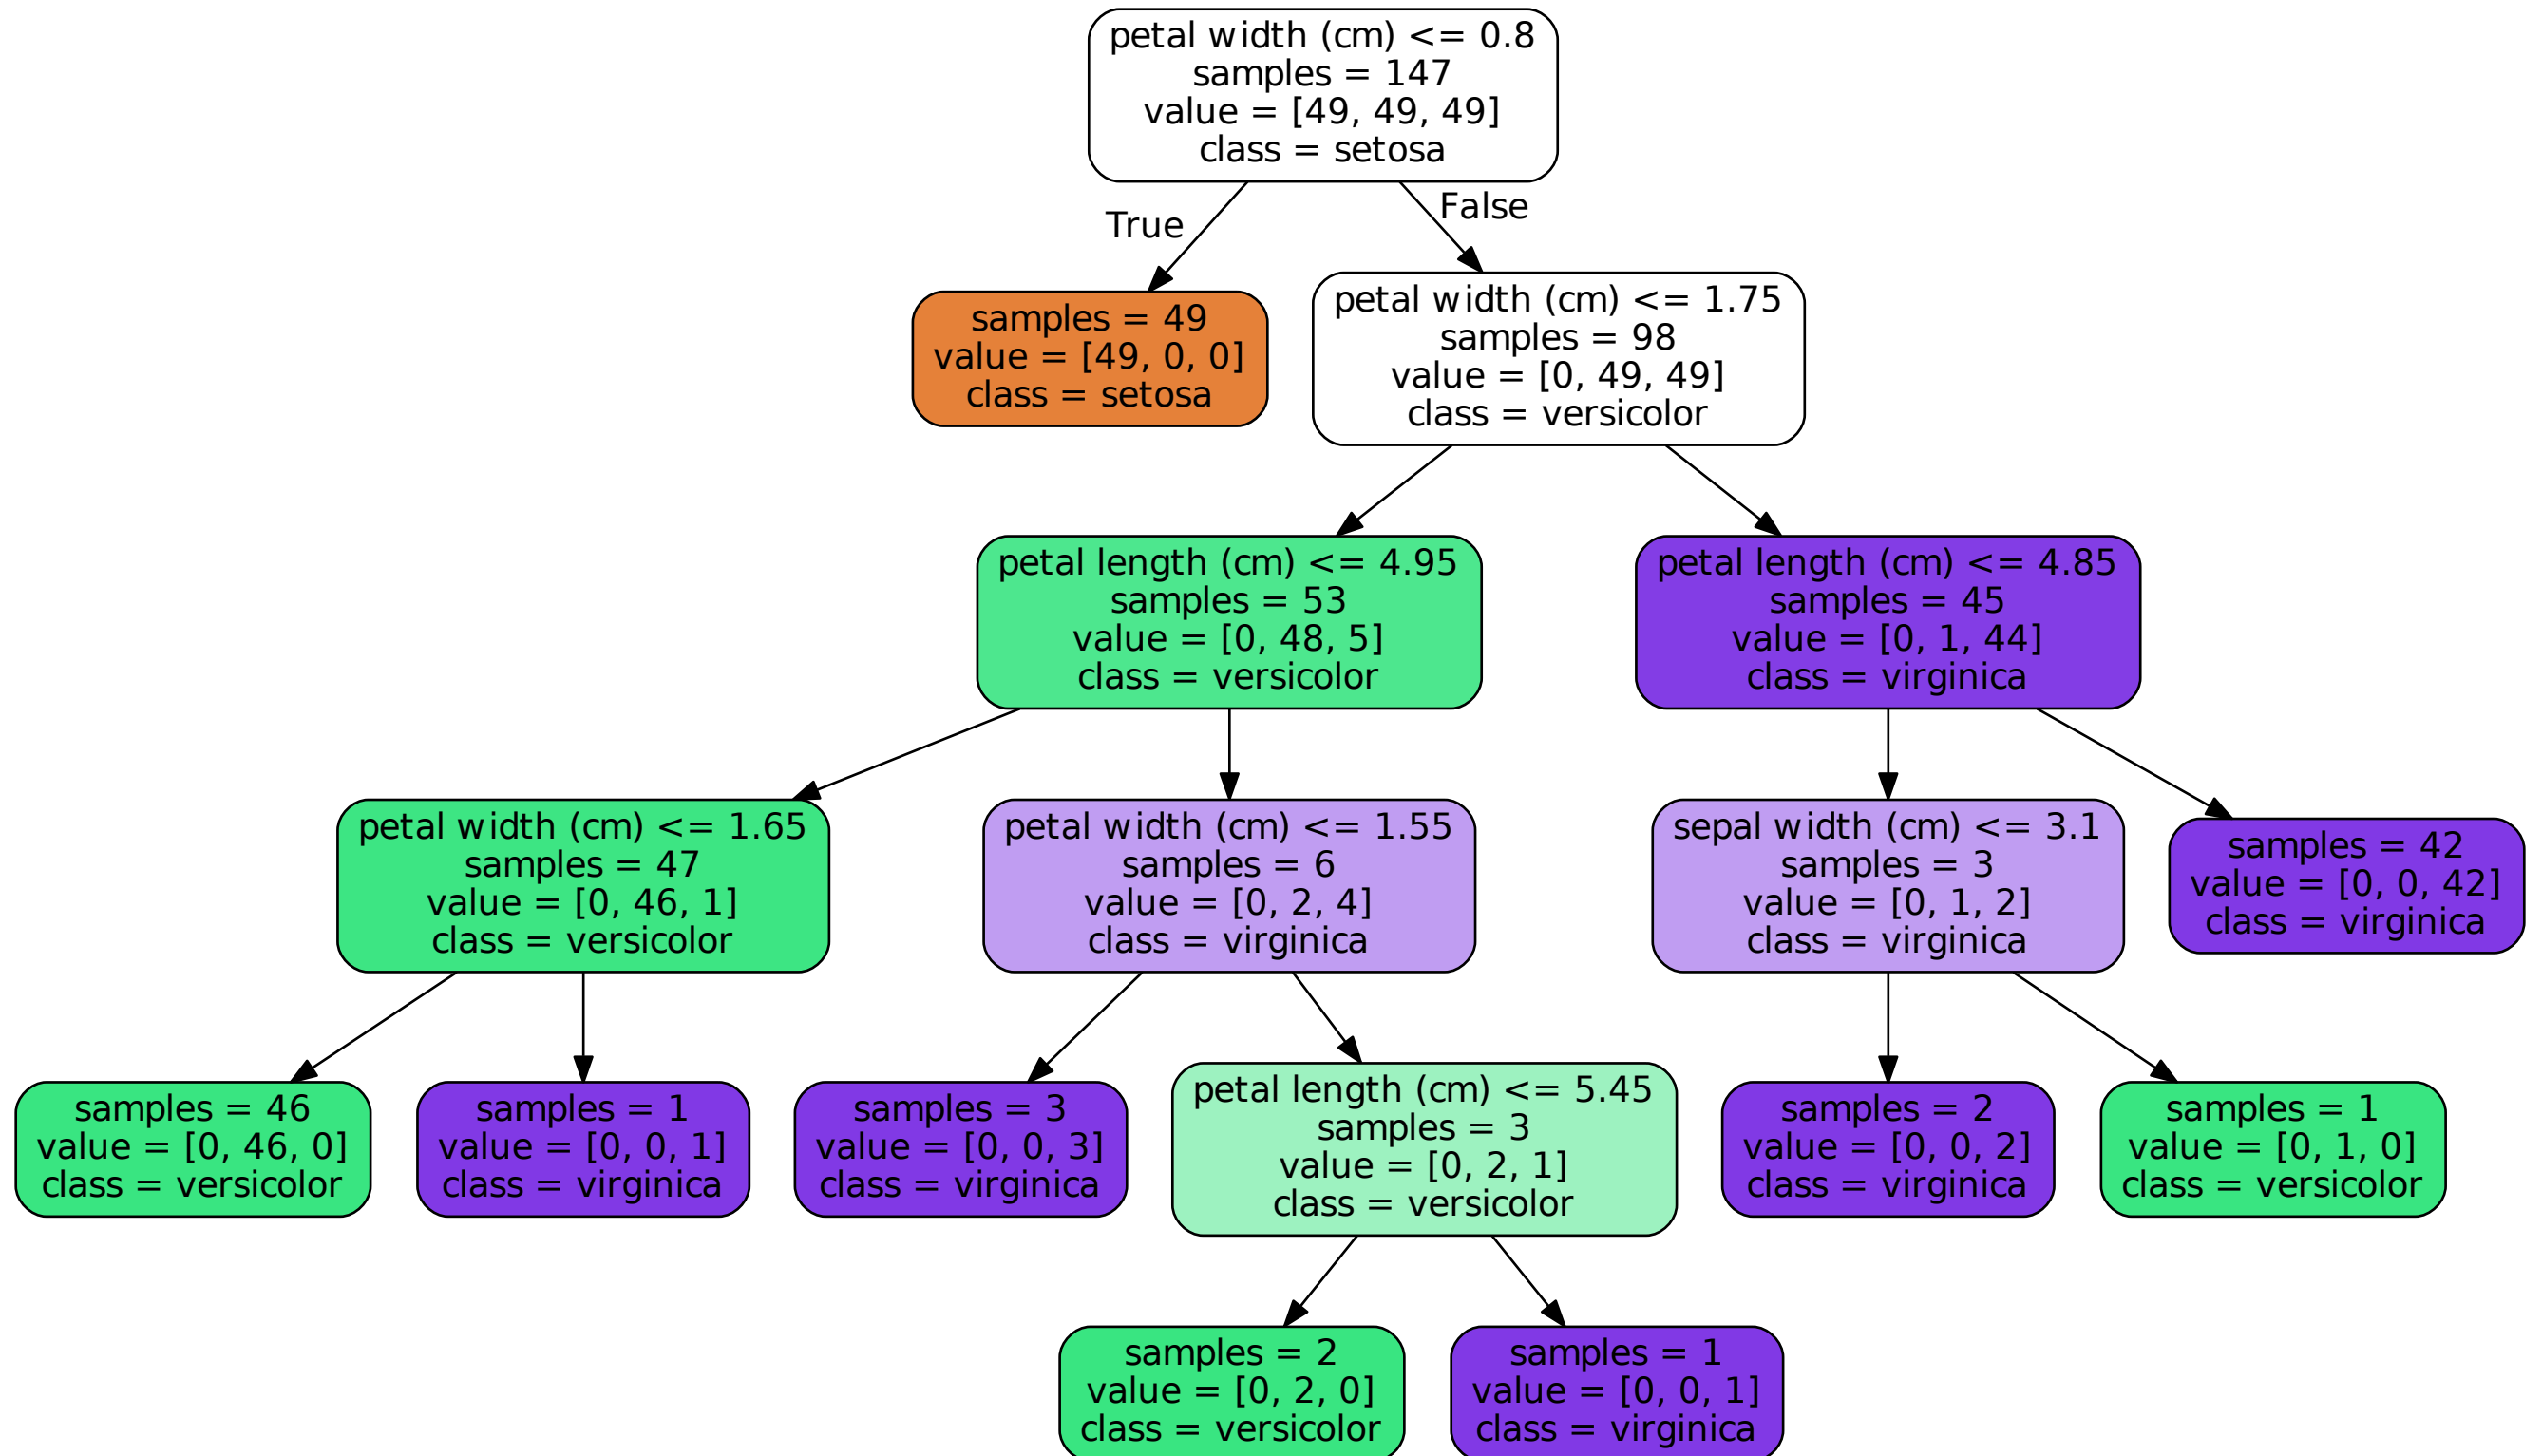 petal width (cm) <= 0.8
samples = 147
value = [49, 49, 49]
class = setosa
True
False
samples = 49
value = [49, 0, 0]
class = setosa
petal width (cm) <= 1.75
samples = 98
value = [0, 49, 49]
class = versicolor
petal length (cm) <= 4.95
samples = 53
value = [0, 48, 5]
class = versicolor
petal length (cm) <= 4.85
samples = 45
value = [0, 1, 44]
class = virginica
petal width (cm) <= 1.65
samples = 47
value = [0, 46, 1]
class = versicolor
petal width (cm) <= 1.55
samples = 6
value = [0, 2, 4]
class = virginica
sepal width (cm) <= 3.1
samples = 3
value = [0, 1, 2]
class = virginica
samples = 42
value = [0, 0, 42]
class = virginica
samples = 46
value = [0, 46, 0]
class = versicolor
samples = 1
value = [0, 0, 1]
class = virginica
samples = 3
value = [0, 0, 3]
class = virginica
petal length (cm) <= 5.45
samples = 3
value = [0, 2, 1]
class = versicolor
samples = 2
value = [0, 0, 2]
class = virginica
samples = 1
value = [0, 1, 0]
class = versicolor
samples = 2
value = [0, 2, 0]
class = versicolor
samples = 1
value = [0, 0, 1]
class = virginica